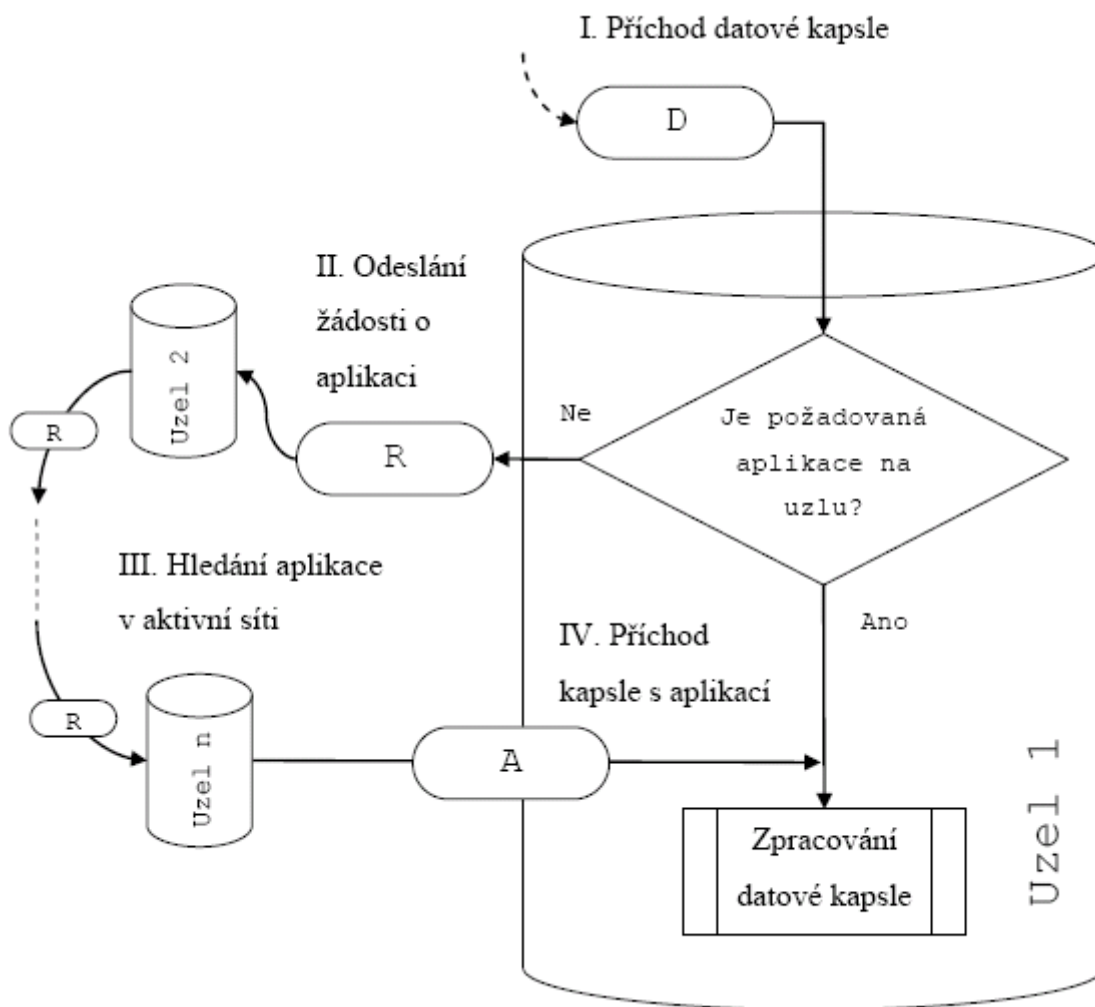 I. Příchod datové kapsle
D
II. Odeslání
žádosti o
aplikaci
Uzel 2
Ne
Je požadovaná
aplikace na
uzlu?
R
R
III. Hledání aplikace
v aktivní síti
Ano
IV. Příchod
kapsle s aplikací
R
Uzel n
A
Uzel 1
Zpracování
datové kapsle